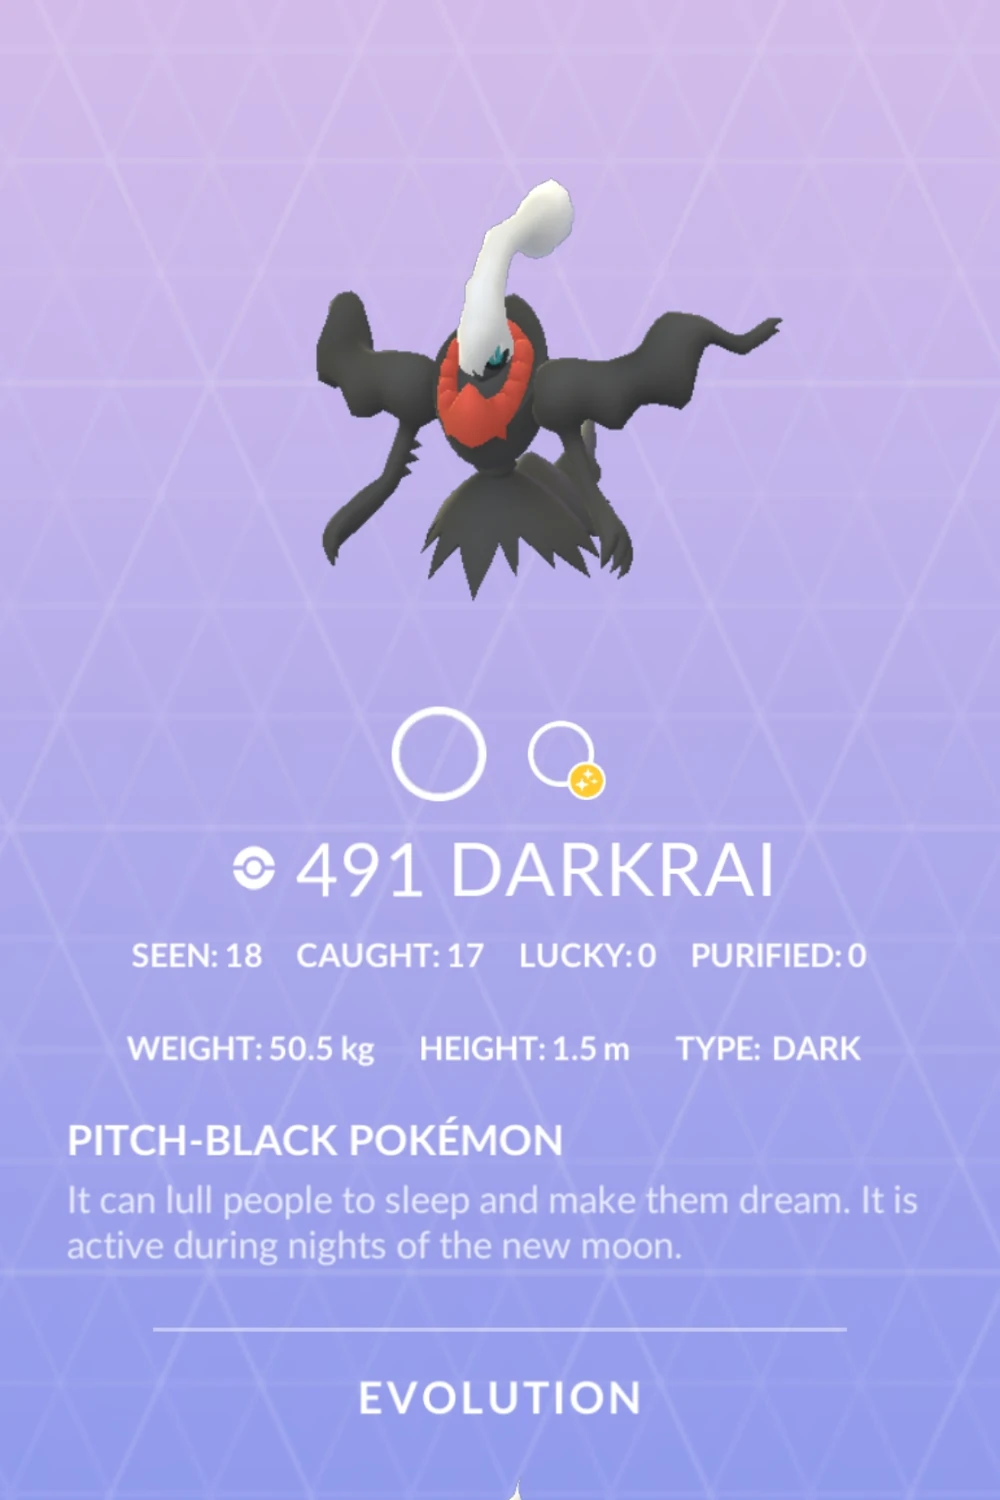 491 DARKRAI
SEEN: 18 CAUGHT: 17 LUCKY: 0 PURIFIED: 0
WEIGHT: 50.5 kg HEIGHT: 1.5 m TYPE: DARK
PITCH-BLACK POKÉMON
It can lull people to sleep and make them dream. It is
active during nights of the new moon.
EVOLUTION